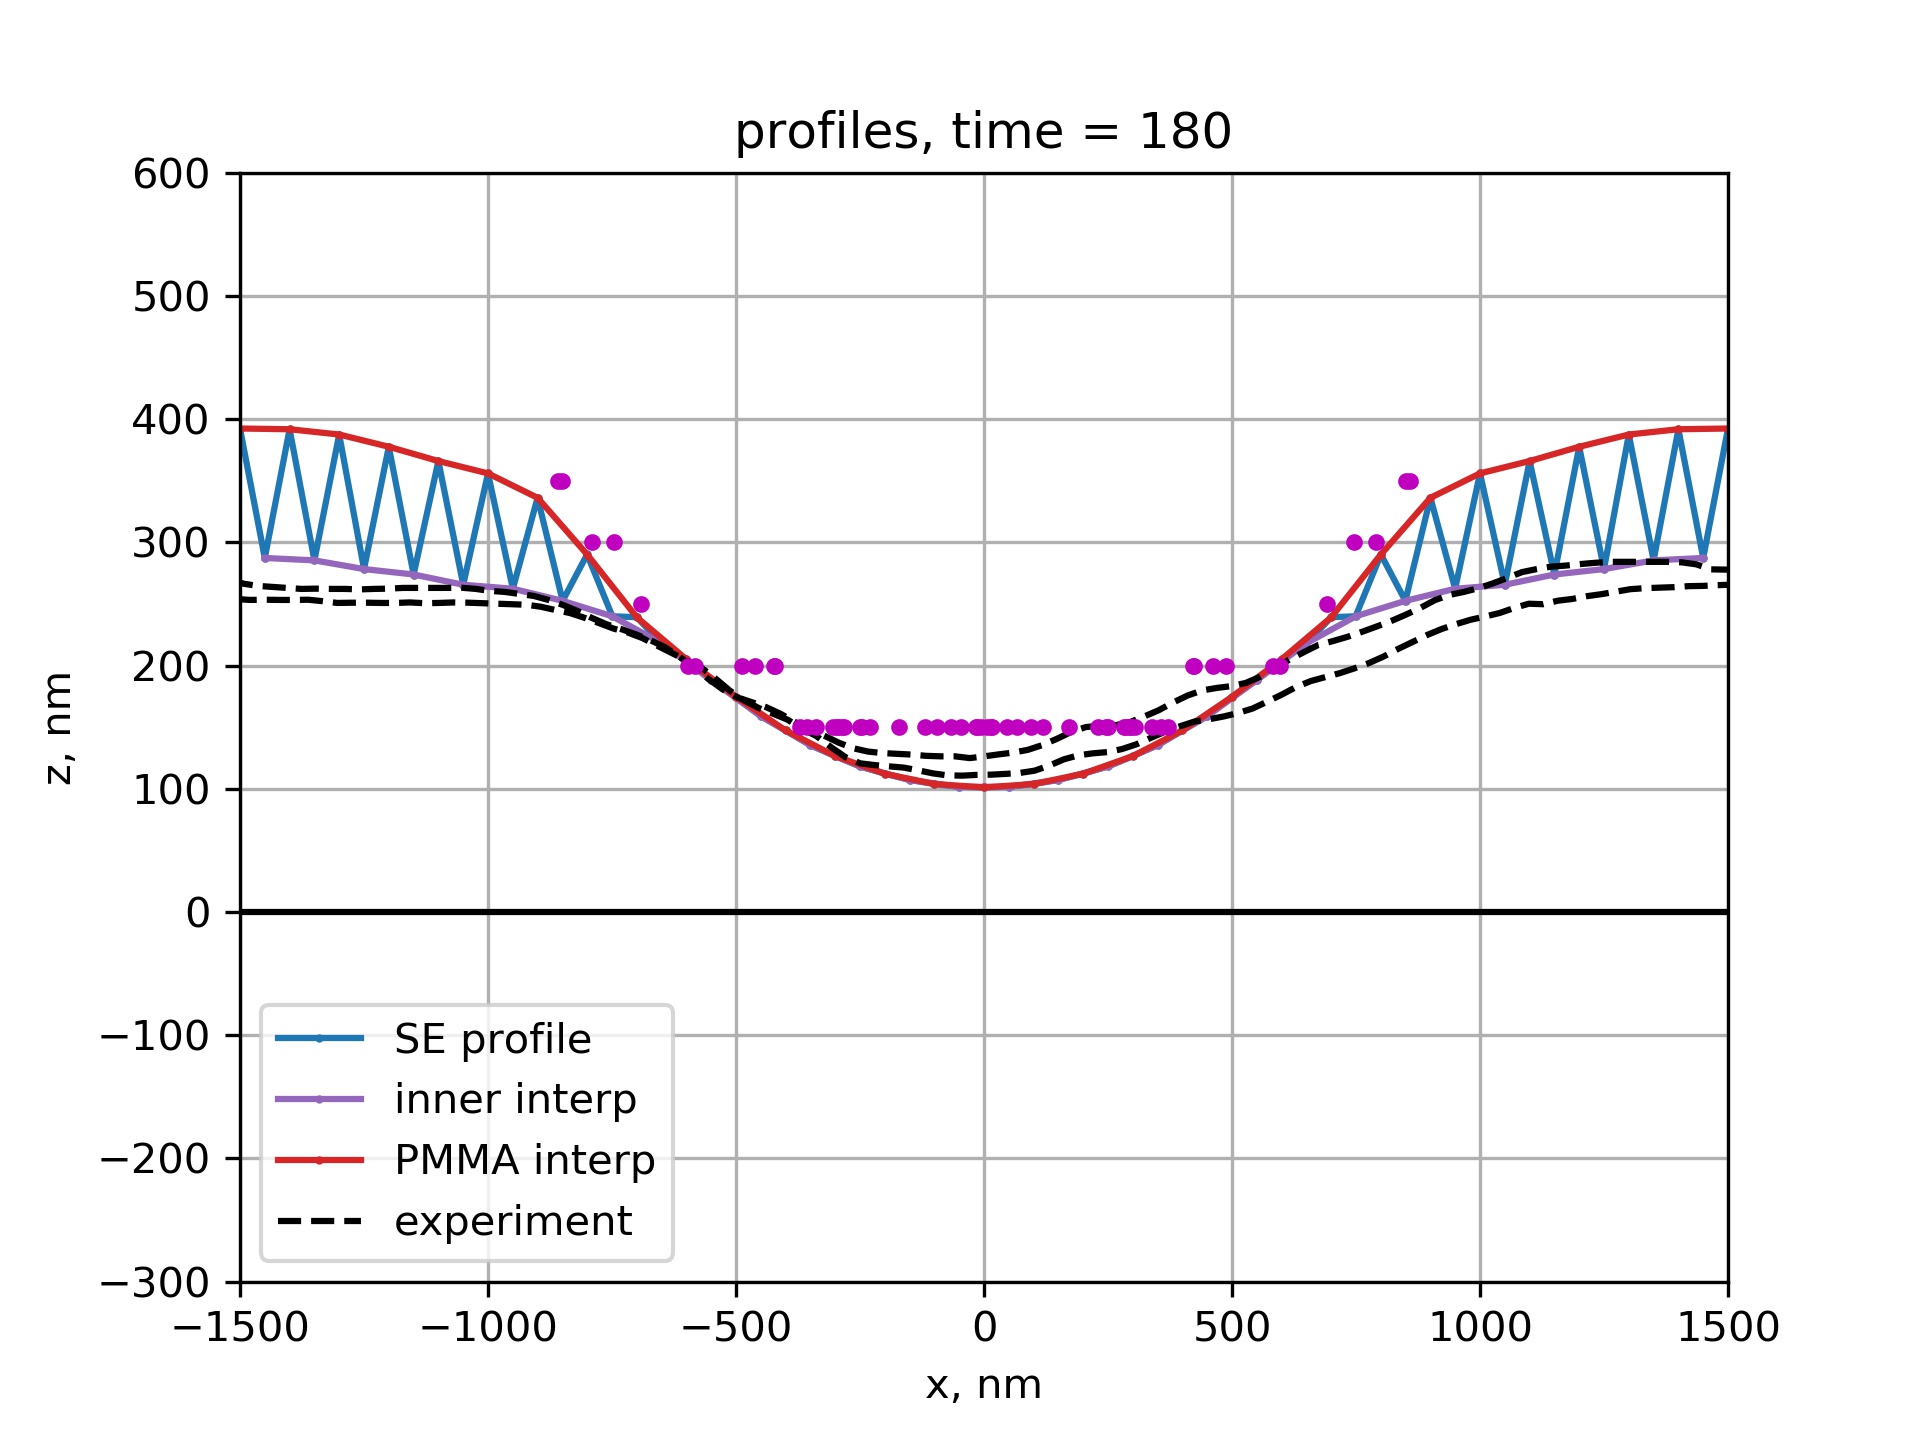 profiles, time = 180
600
500
400
300
200
100
0
−100
−200
−300
z, nm
SE profile
inner interp
PMMA interp
experiment
−1500 −1000 −500 0 500 1000 1500
x, nm